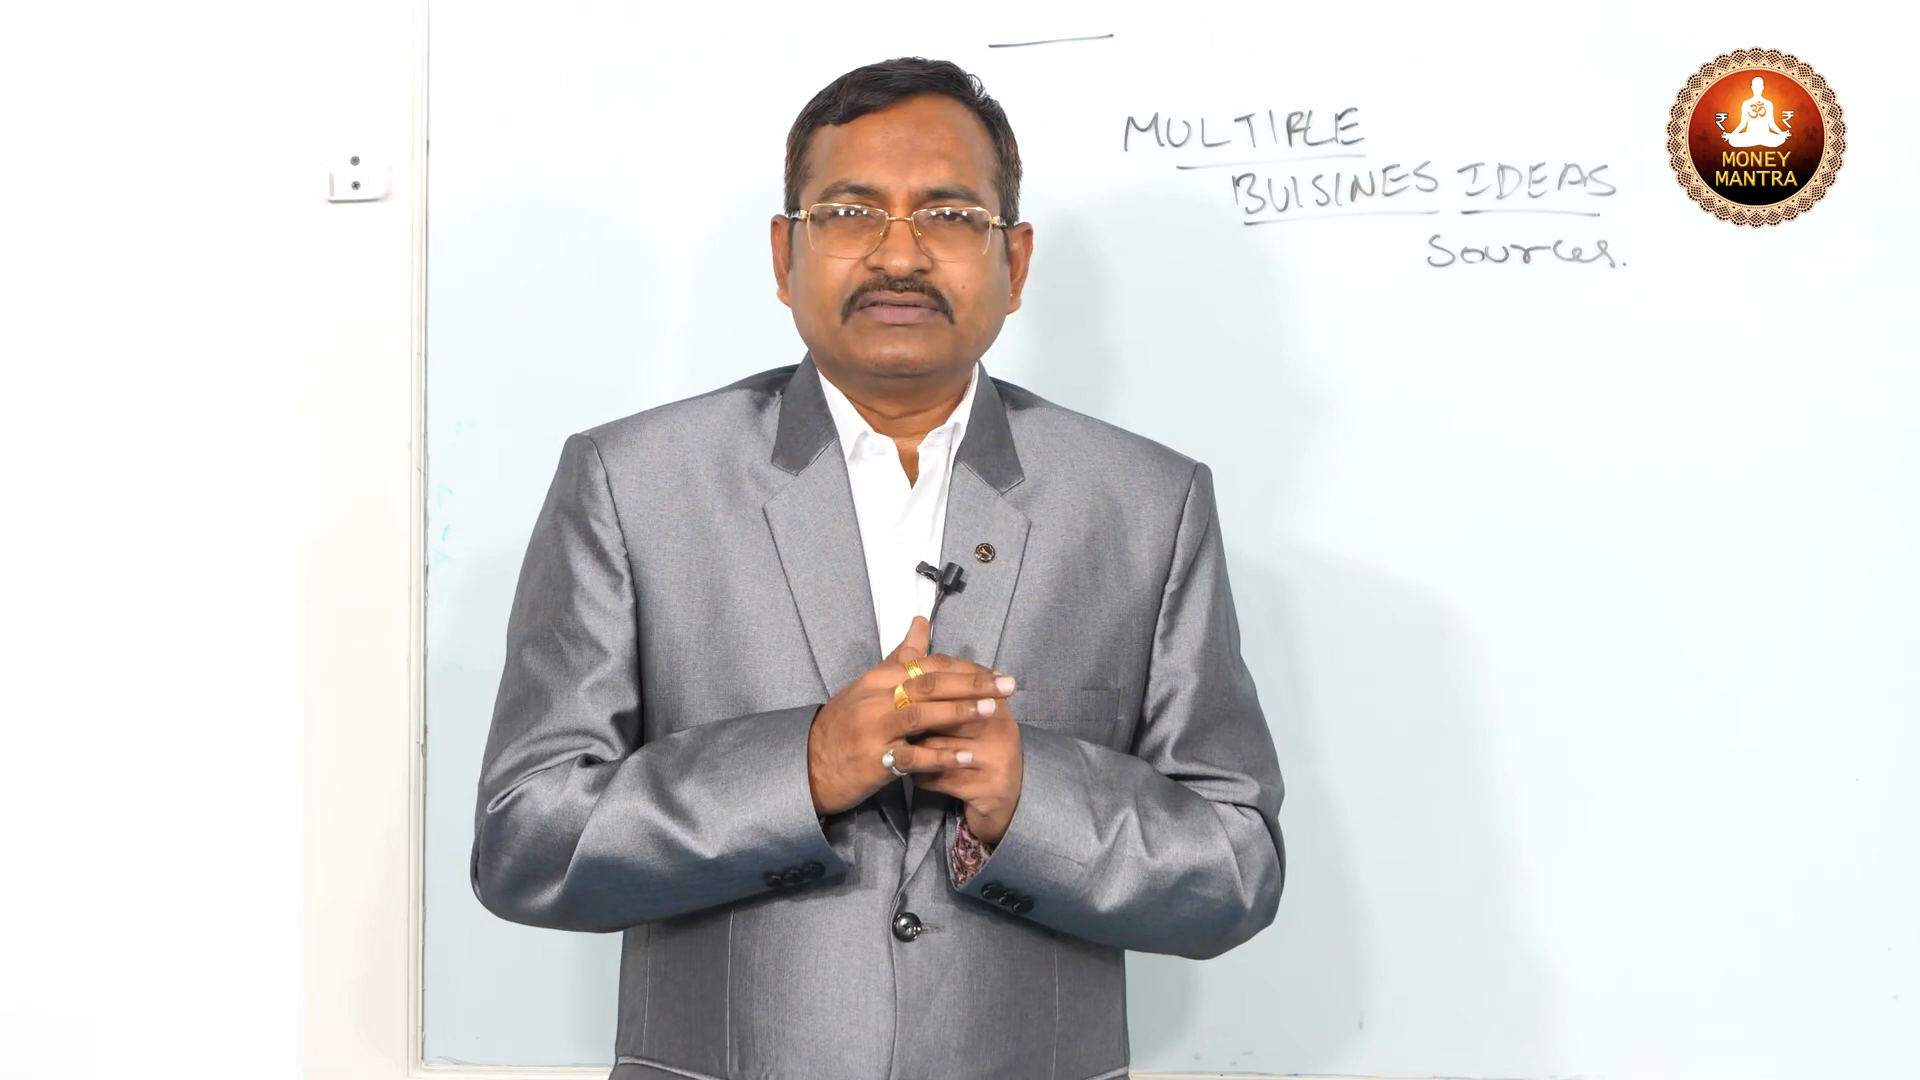 MULTIPLE
BUISINES IDEAS
Sources.
₹ ॐ ₹
MONEY
MANTRA